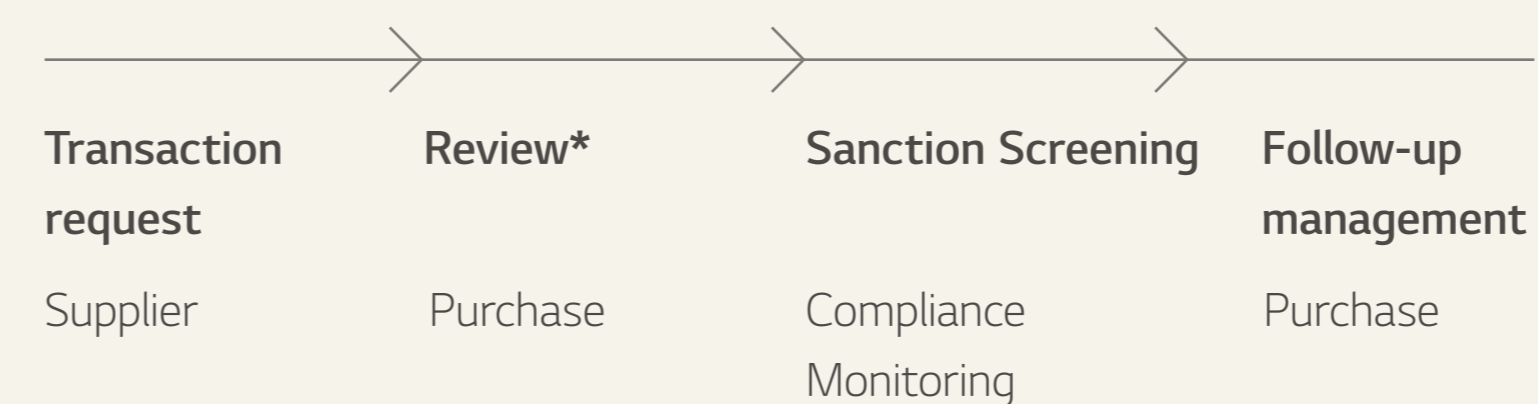 Transaction
request
Supplier
Review*
Purchase
Sanction Screening
Compliance
Monitoring
Follow-up
management
Purchase